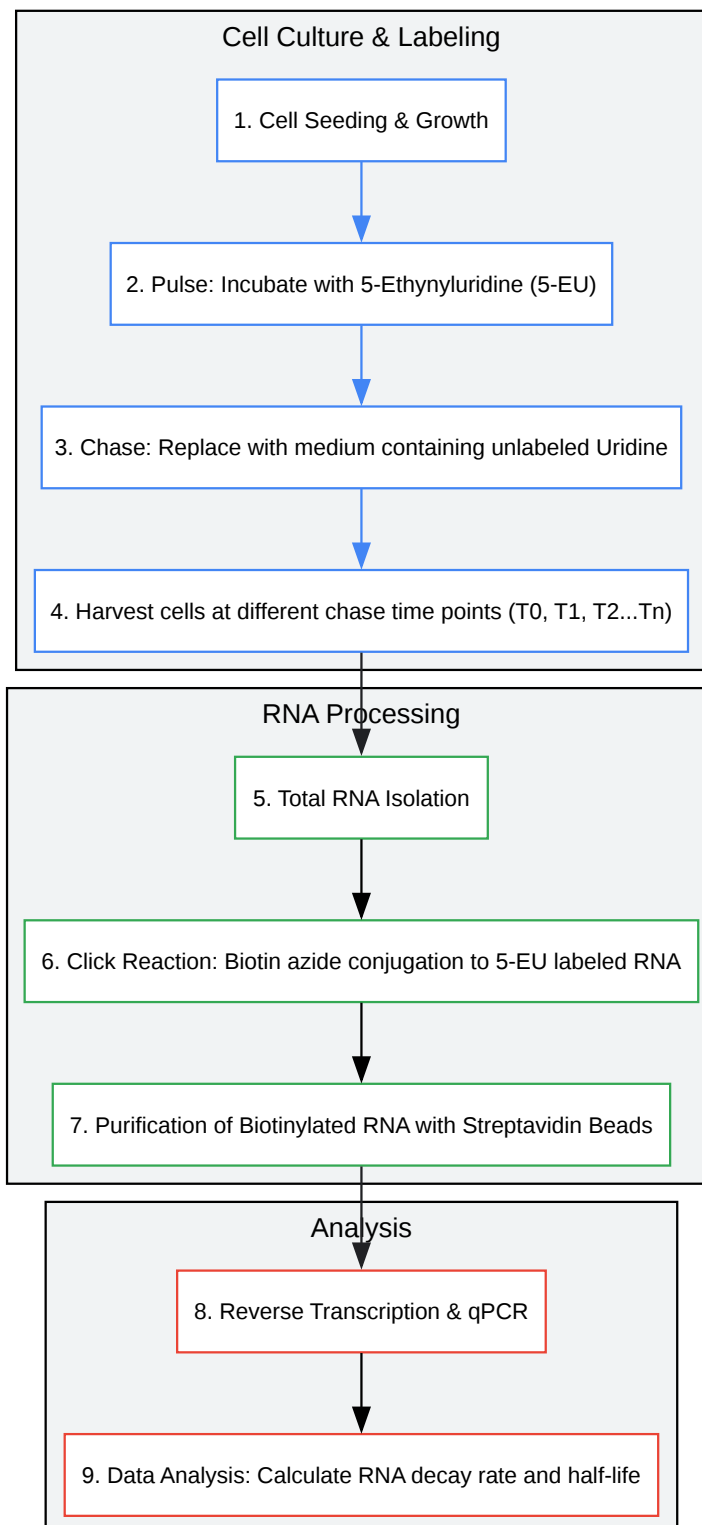 Cell Culture & Labeling
1. Cell Seeding & Growth
2. Pulse: Incubate with 5-Ethynyluridine (5-EU)
3. Chase: Replace with medium containing unlabeled Uridine
4. Harvest cells at different chase time points (T0, T1, T2...Tn)
RNA Processing
5. Total RNA Isolation
6. Click Reaction: Biotin azide conjugation to 5-EU labeled RNA
7. Purification of Biotinylated RNA with Streptavidin Beads
Analysis
8. Reverse Transcription & qPCR
9. Data Analysis: Calculate RNA decay rate and half-life